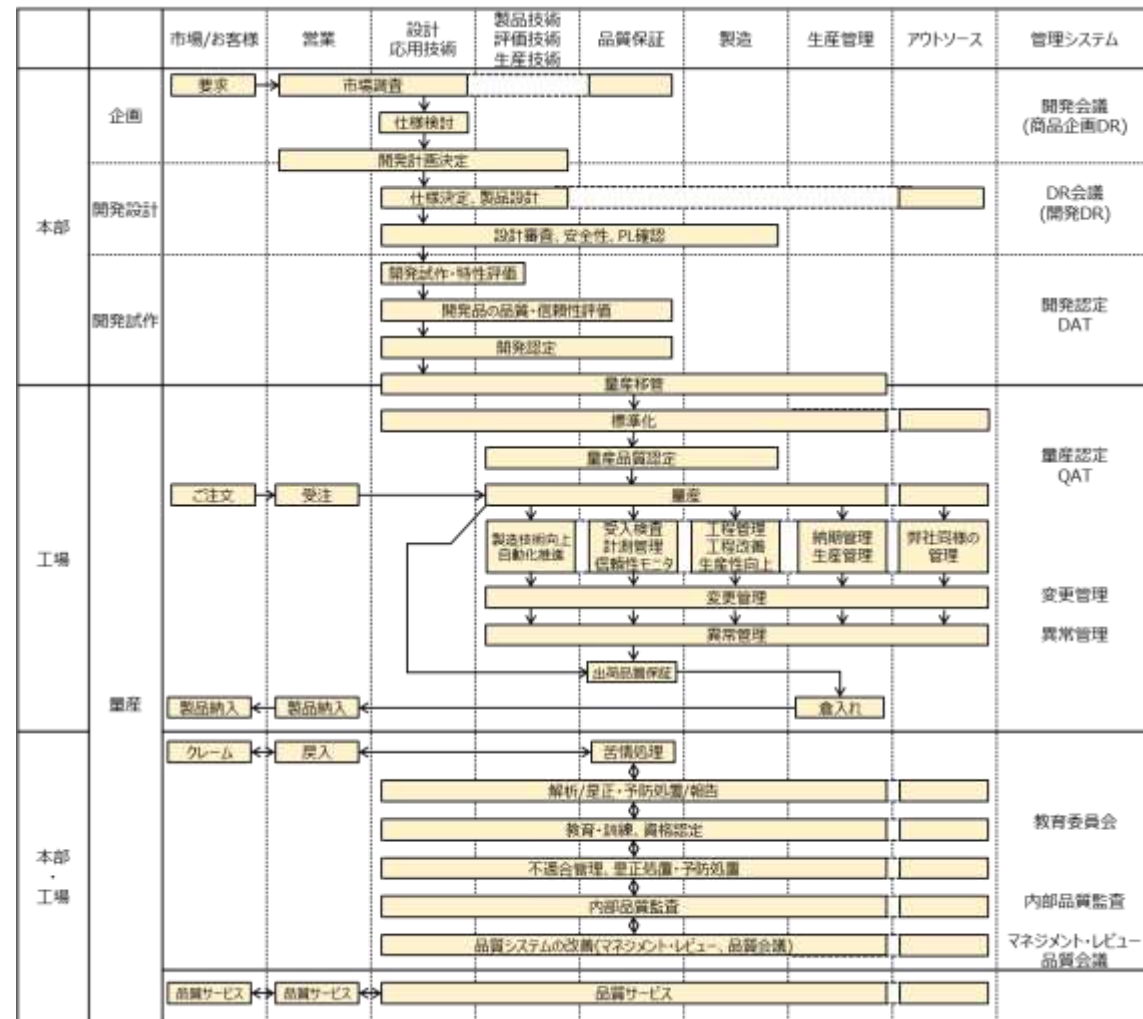 市場/お客様
営業
設計
応用技術
製品技術
評価技術
生産技術
品質保証
製造
生産管理
アウトソース
管理システム
本部
企画
要求
市場調査
仕様検討
開発計画決定
開発会議
(商品企画DR)
開発設計
仕様決定、製品設計
設計審査、安全性、PL確認
DR会議
(開発DR)
開発試作
開発試作・特性評価
開発品の品質・信頼性評価
開発認定
開発認定
DAT
工場
量産
量産移管
標準化
量産品質認定
量産認定
QAT
ご注文
受注
量産
製造技術向上
自動化推進
受入検査
計測管理
信頼性モニタ
工程管理
工程改善
生産性向上
納期管理
生産管理
弊社同様の
管理
変更管理
変更管理
異常管理
異常管理
出荷品質保証
製品納入
製品納入
倉入れ
本部
・
工場
クレーム
戻入
苦情処理
解析/是正・予防処置/報告
教育・訓練、資格認定
教育委員会
不適合管理、是正処置・予防処置
内部品質監査
内部品質監査
品質システムの改善(マネジメント・レビュー、品質会議)
マネジメント・レビュー
品質会議
品質サービス
品質サービス
品質サービス